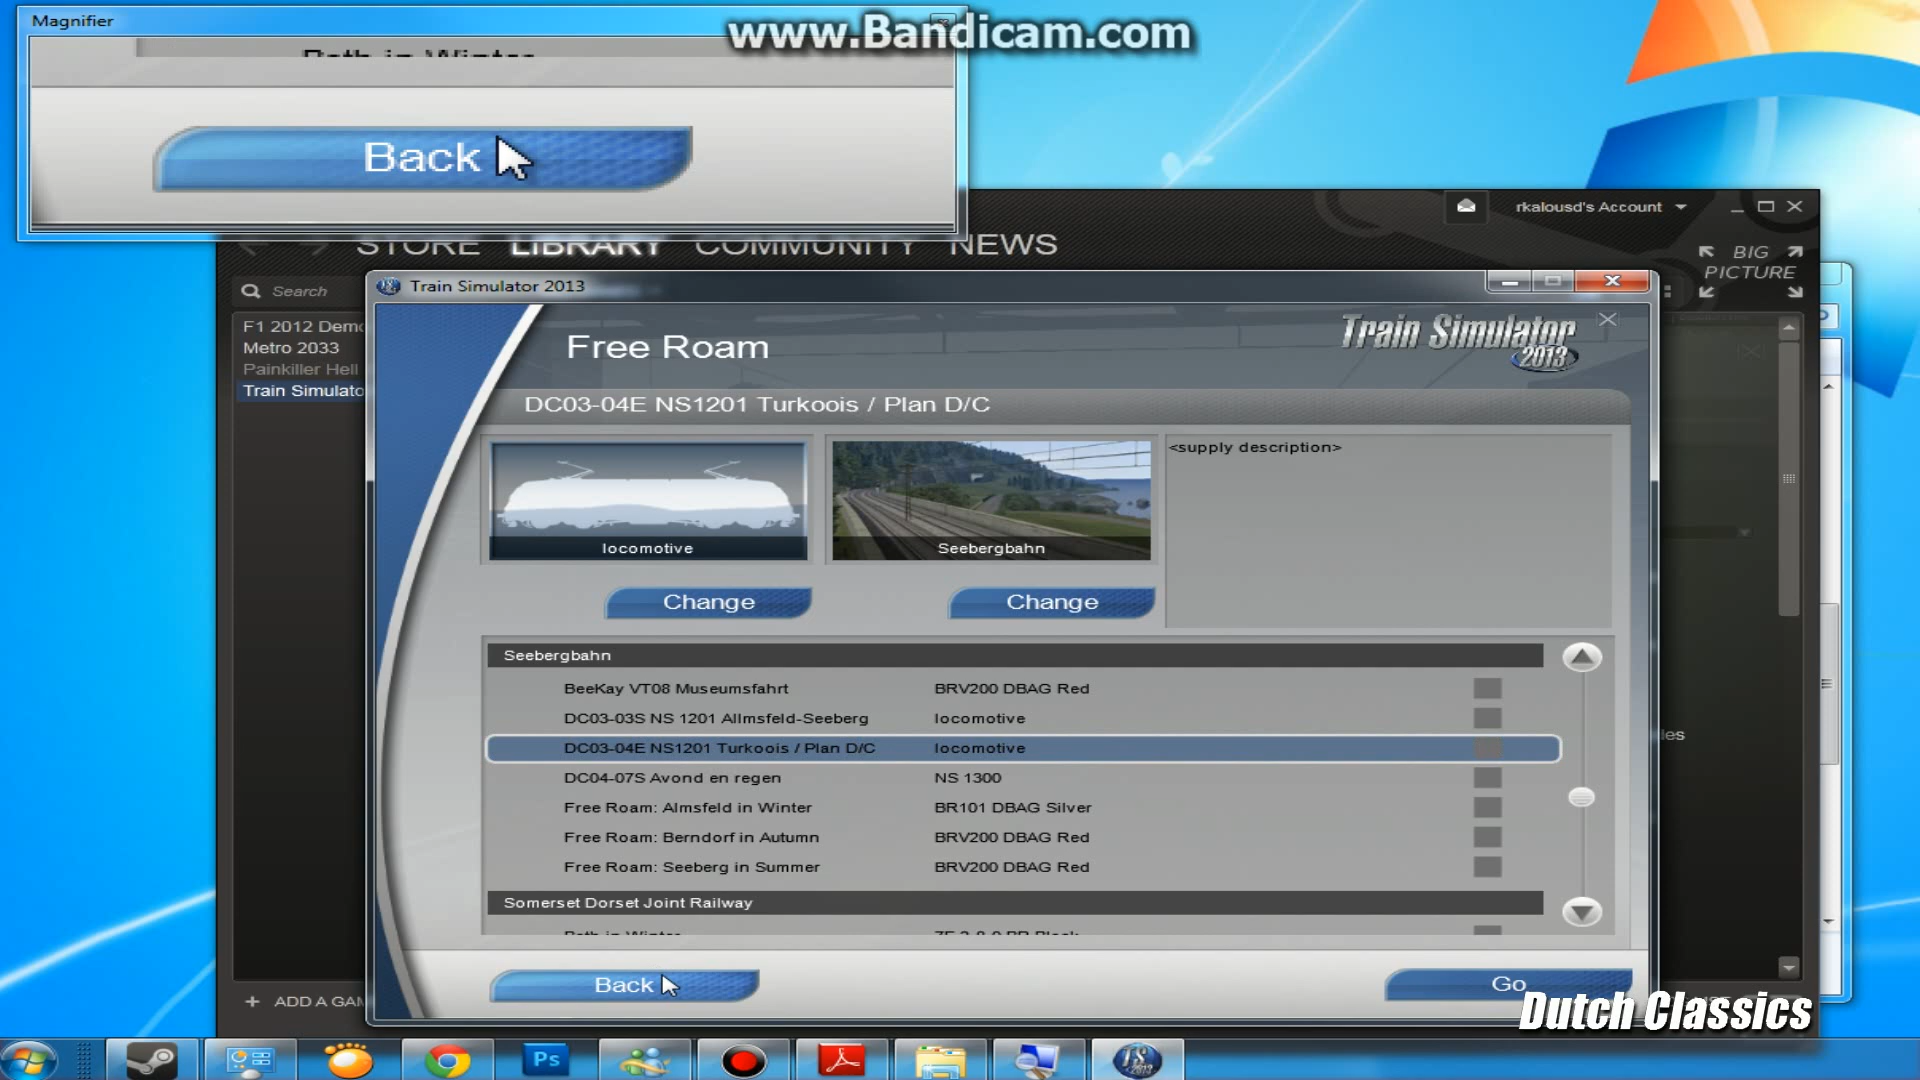 Magnifier
www.Bandicam.com
Back
rkalousd's Account
STORE LIBRARY COMMUNITY NEWS
BIG
PICTURE
Search
Train Simulator 2013
F1 2012 Demo
Metro 2033
Painkiller Hell
Train Simulato
Free Roam
Train Simulator
2013
DC03-04E NS1201 Turkoois / Plan D/C
<supply description>
locomotive
Seebergbahn
Change
Change
Seebergbahn
BeeKay VT08 Museumsfahrt BRV200 DBAG Red
DC03-03S NS 1201 Allmsfeld-Seeberg locomotive
DC03-04E NS1201 Turkoois / Plan D/C locomotive
DC04-07S Avond en regen NS 1300
Free Roam: Almsfeld in Winter BR101 DBAG Silver
Free Roam: Berndorf in Autumn BRV200 DBAG Red
Free Roam: Seeberg in Summer BRV200 DBAG Red
Somerset Dorset Joint Railway
Back
Go
+ ADD A GAM
Dutch Classics
Ps
TS
2013